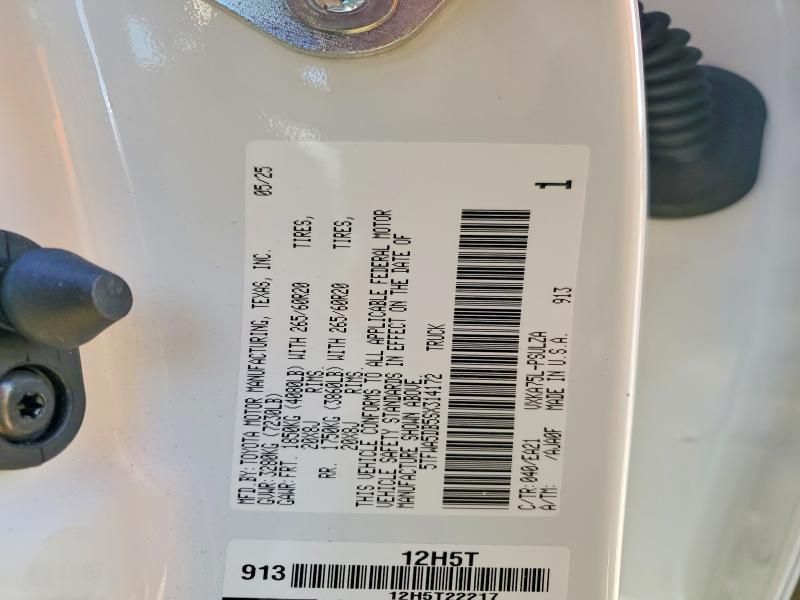 MFD.BY:TOYOTA MOTOR MANUFACTURING, TEXAS, INC. 05/25
GVWR:3280KG (7230LB)
GAWR:FRT. 1850KG (4080LB) WITH 265/60R20 TIRES,
20X8J RIMS.
RR. 1750KG (3860LB) WITH 265/60R20 TIRES,
20X8J RIMS.
THIS VEHICLE CONFORMS TO ALL APPLICABLE FEDERAL MOTOR
VEHICLE SAFETY STANDARDS IN EFFECT ON THE DATE OF
MANUFACTURE SHOWN ABOVE.
5TFWA5DB5SX314172 TRUCK
1
C/TR:040/EA21 VXKA75L-PSULZA
A/TM: /AJA0F MADE IN U.S.A. 913
12H5T
913
12H5T22217